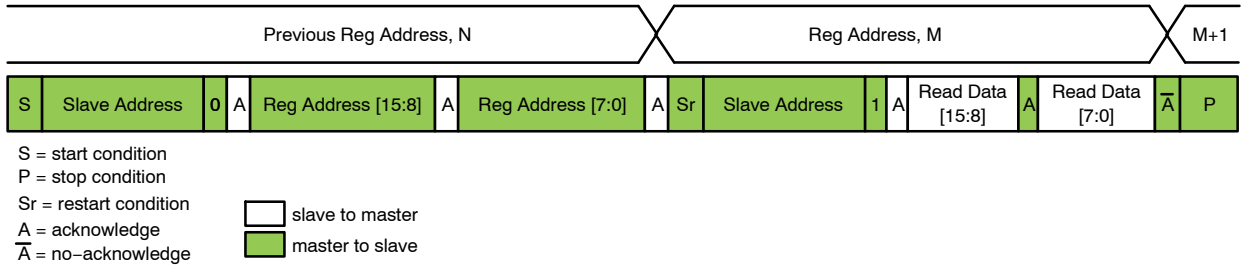 Previous Reg Address, N Reg Address, M M+1
S Slave Address 0 A Reg Address [15:8] A Reg Address [7:0] A Sr Slave Address 1 A Read Data [15:8] A Read Data [7:0] A̅ P
S = start condition
P = stop condition
Sr = restart condition
A = acknowledge
A̅ = no−acknowledge
slave to master
master to slave